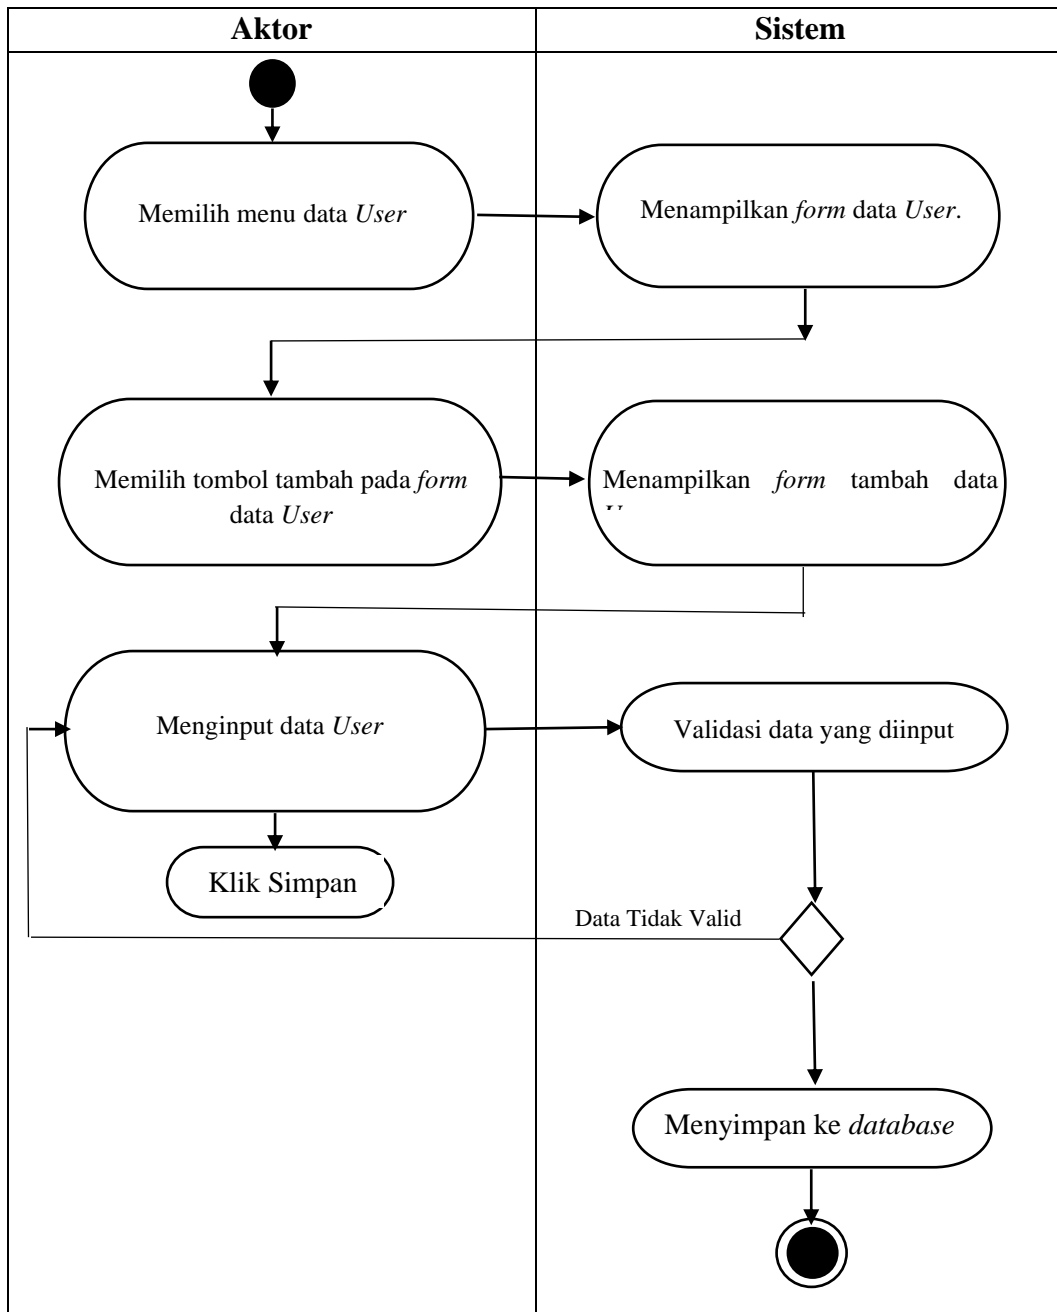 Aktor
Sistem
Memilih menu data User
Menampilkan form data User.
Memilih tombol tambah pada form
data User
Menampilkan form tambah data
Menginput data User
Validasi data yang diinput
Klik Simpan
Data Tidak Valid
Menyimpan ke database